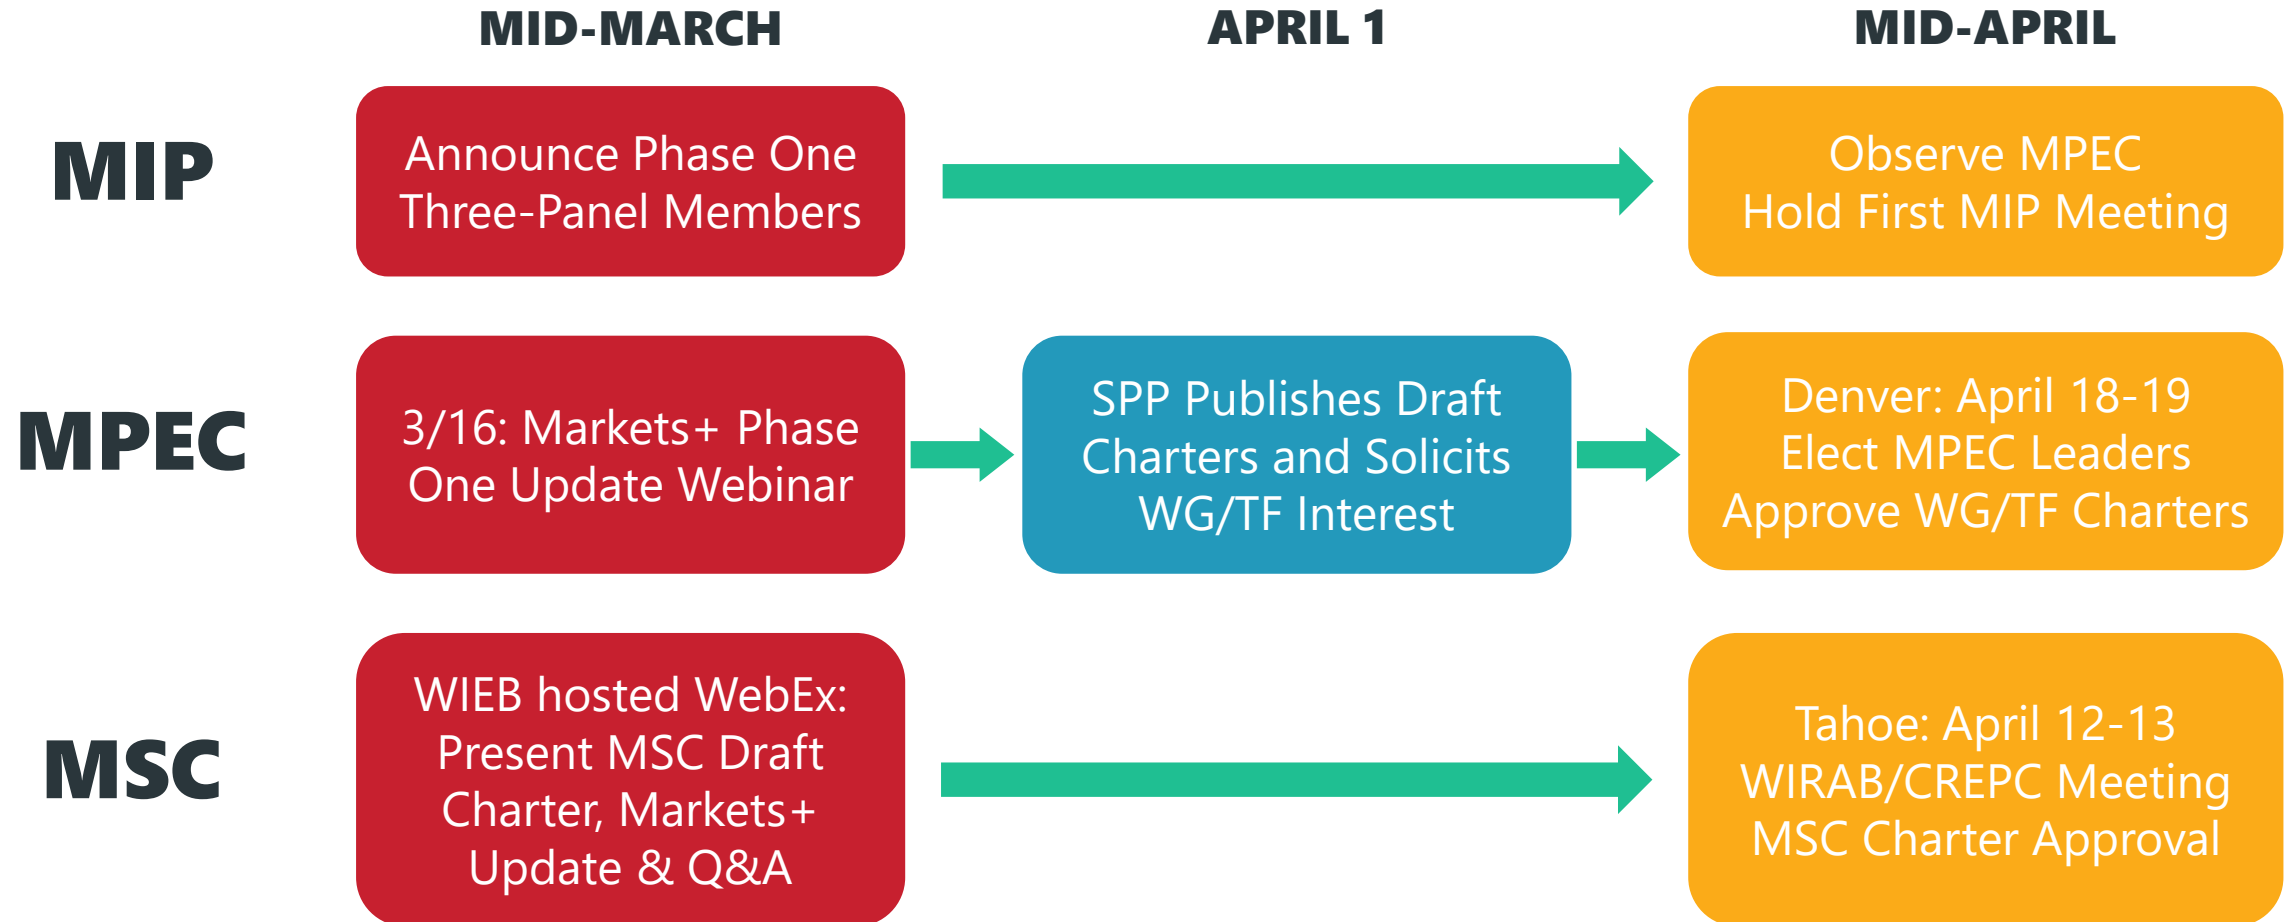 MID-MARCH
APRIL 1
MID-APRIL
MIP
Announce Phase One
Three-Panel Members
Observe MPEC
Hold First MIP Meeting
MPEC
3/16: Markets+ Phase
One Update Webinar
SPP Publishes Draft
Charters and Solicits
WG/TF Interest
Denver: April 18-19
Elect MPEC Leaders
Approve WG/TF Charters
MSC
WIEB hosted WebEx:
Present MSC Draft
Charter, Markets+
Update & Q&A
Tahoe: April 12-13
WIRAB/CREPC Meeting
MSC Charter Approval